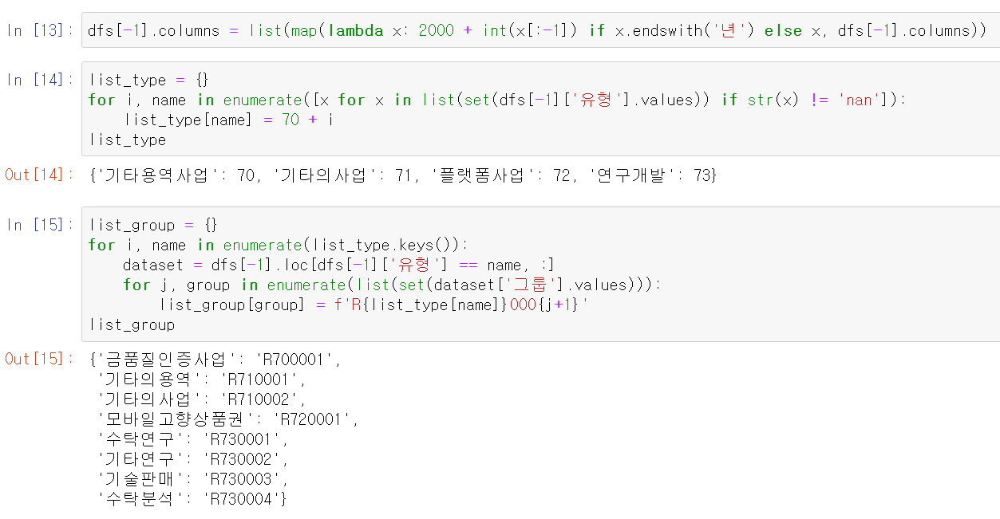 In [13]: dfs[-1].columns = list(map(lambda x: 2000 + int(x[:-1]) if x.endswith('년') else x, dfs[-1].columns))
In [14]: list_type = {}
for i, name in enumerate([x for x in list(set(dfs[-1]['유형'].values)) if str(x) != 'nan']):
    list_type[name] = 70 + i
list_type
Out[14]: {'기타용역사업': 70, '기타의사업': 71, '플랫폼사업': 72, '연구개발': 73}
In [15]: list_group = {}
for i, name in enumerate(list_type.keys()):
    dataset = dfs[-1].loc[dfs[-1]['유형'] == name, :]
    for j, group in enumerate(list(set(dataset['그룹'].values))):
        list_group[group] = f'R{list_type[name]}000{j+1}'
list_group
Out[15]: {'금품질인증사업': 'R700001',
'기타의용역': 'R710001',
'기타의사업': 'R710002',
'모바일고향상품권': 'R720001',
'수탁연구': 'R730001',
'기타연구': 'R730002',
'기술판매': 'R730003',
'수탁분석': 'R730004'}